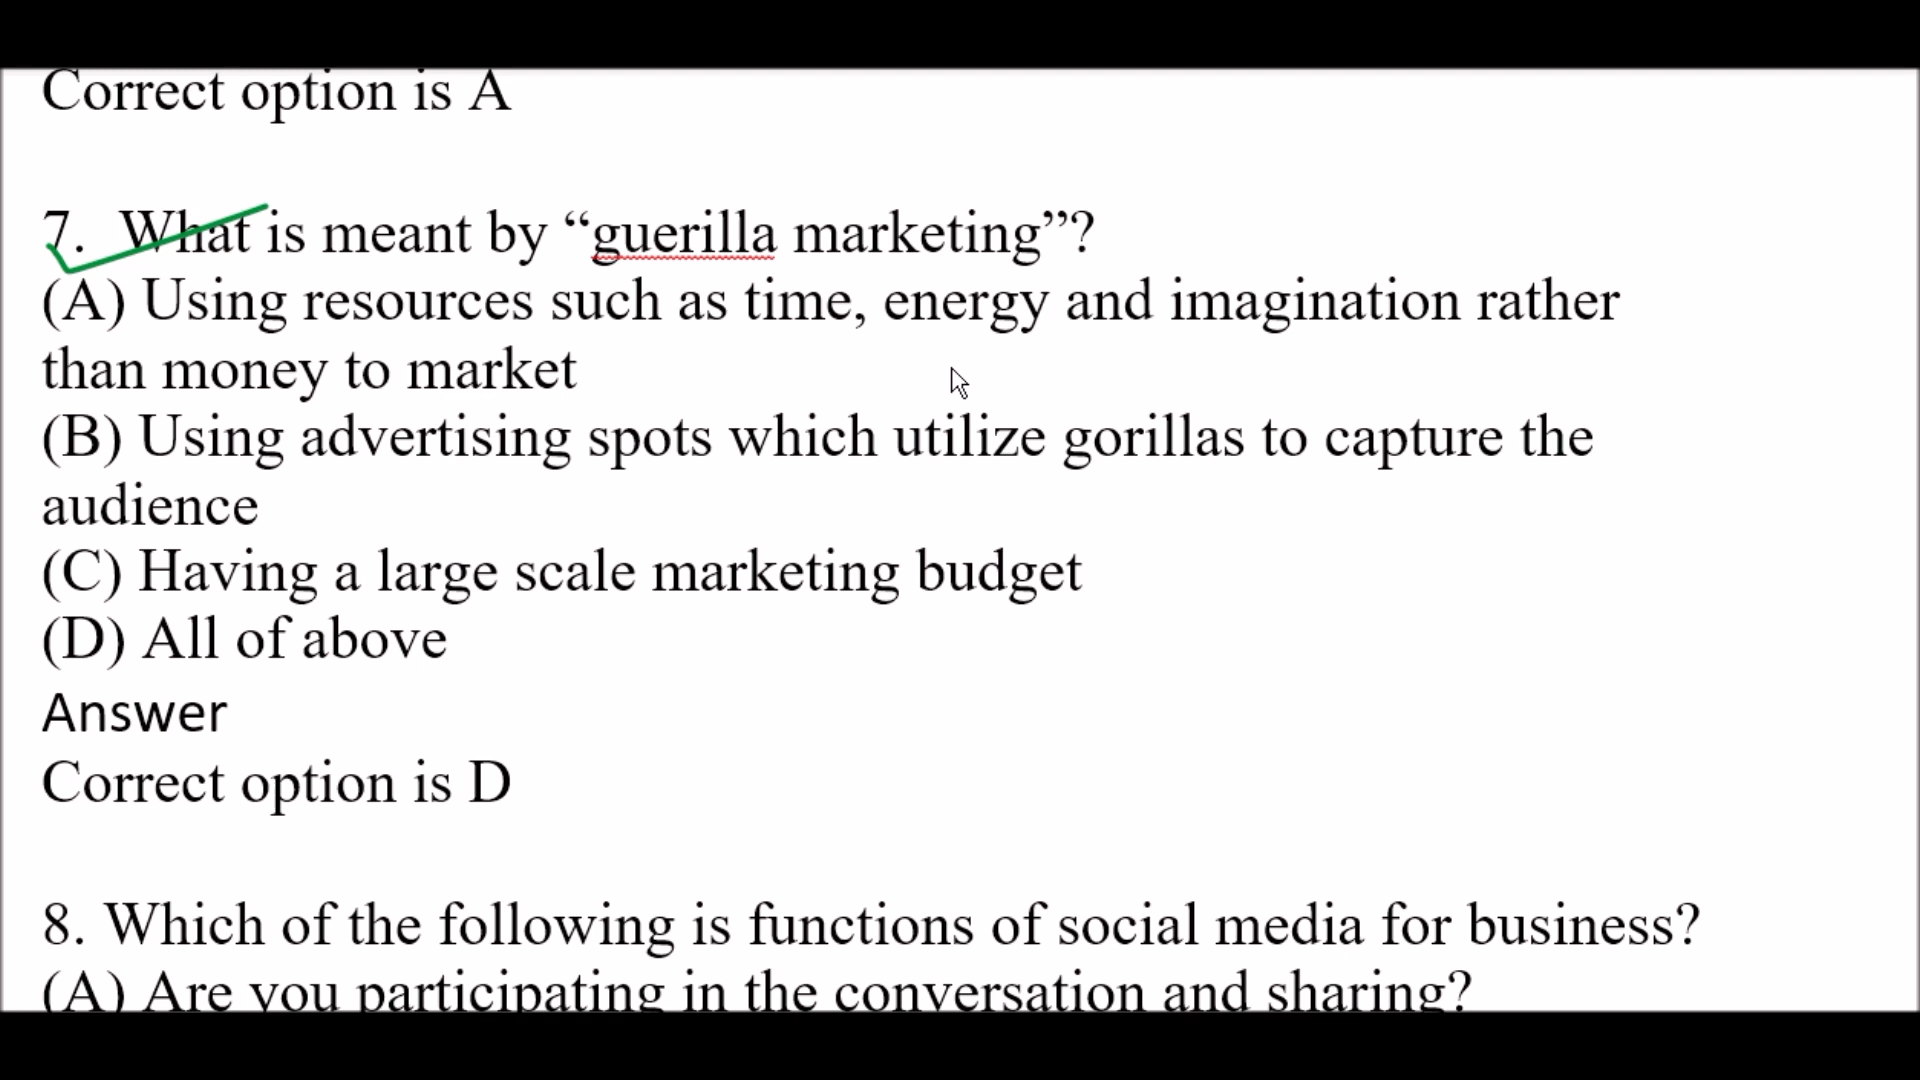 Correct option is A
7. What is meant by “guerilla marketing”?
(A) Using resources such as time, energy and imagination rather
than money to market
(B) Using advertising spots which utilize gorillas to capture the
audience
(C) Having a large scale marketing budget
(D) All of above
Answer
Correct option is D
8. Which of the following is functions of social media for business?
(A) Are you participating in the conversation and sharing?